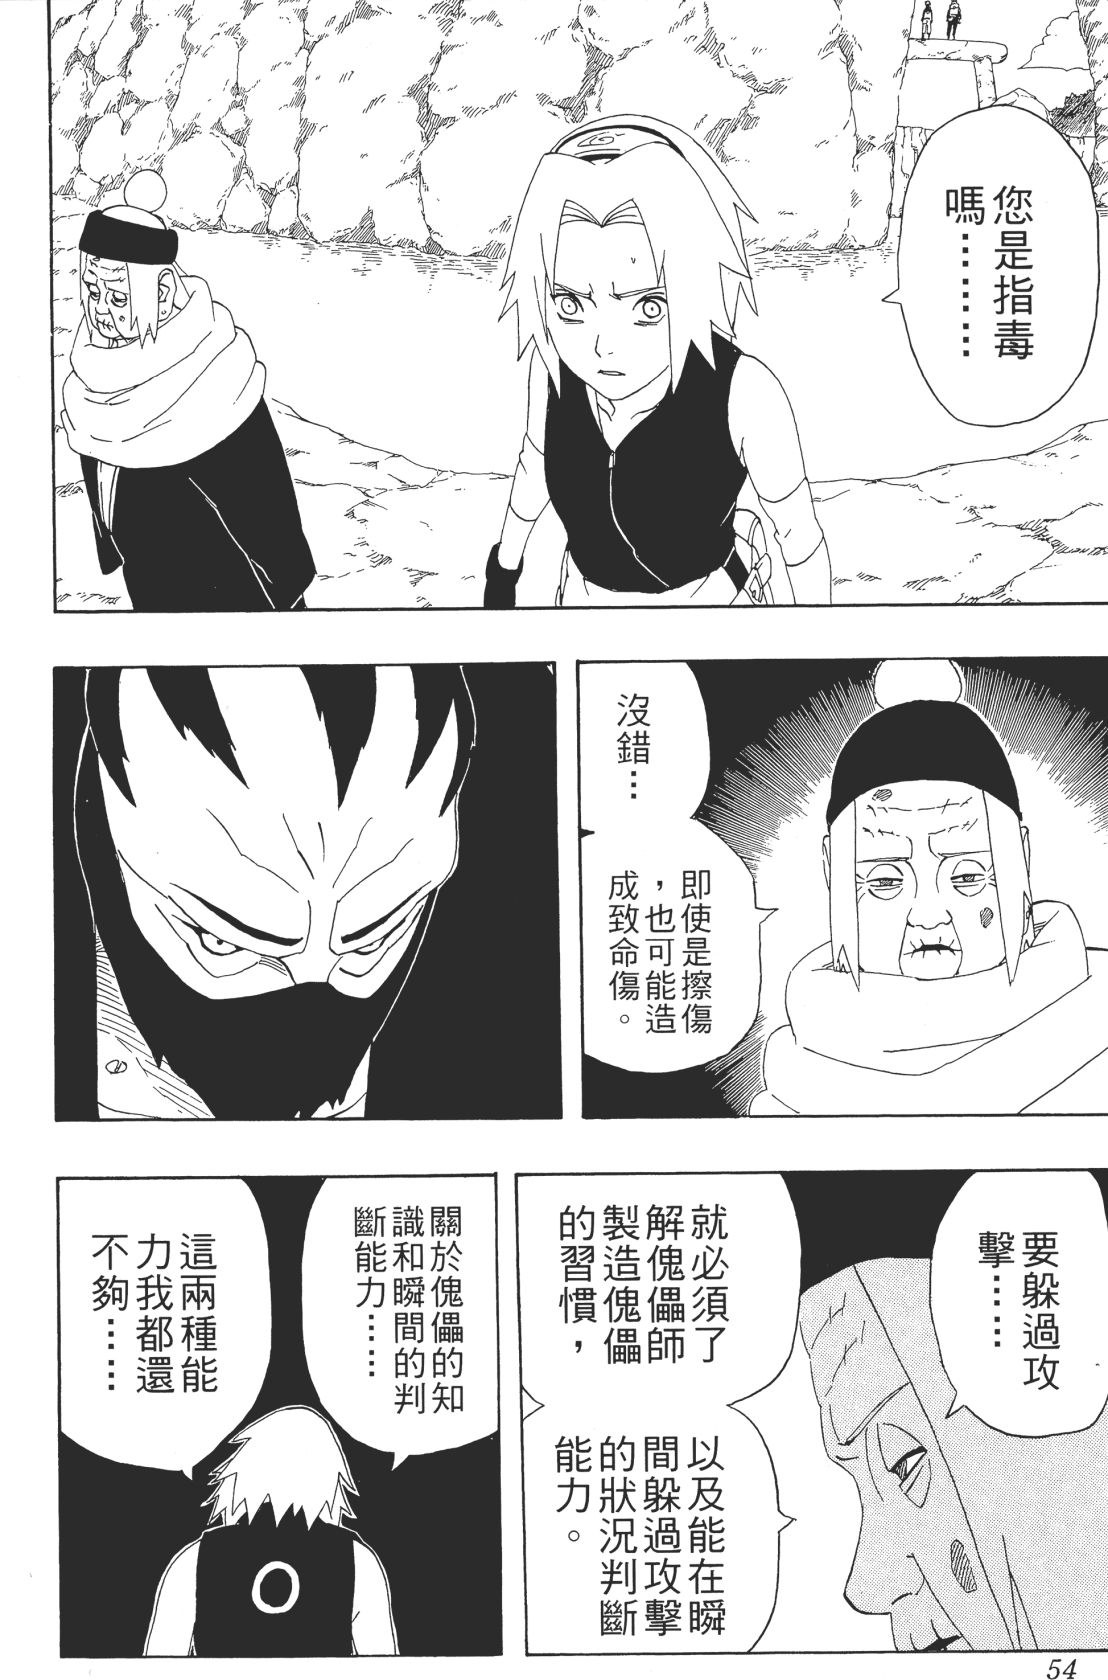 您是指毒
嗎⋯⋯⋯
沒錯⋯
即使是擦傷
，也可能造
成致命傷。
要躲過攻
擊⋯⋯
就必須了
解傀儡師
製造傀儡
的習慣，
以及能在瞬
間躲過攻擊
的狀況判斷
能力。
關於傀儡的知
識和瞬間的判
斷能力⋯⋯
這兩種能
力我都還
不夠⋯⋯
54